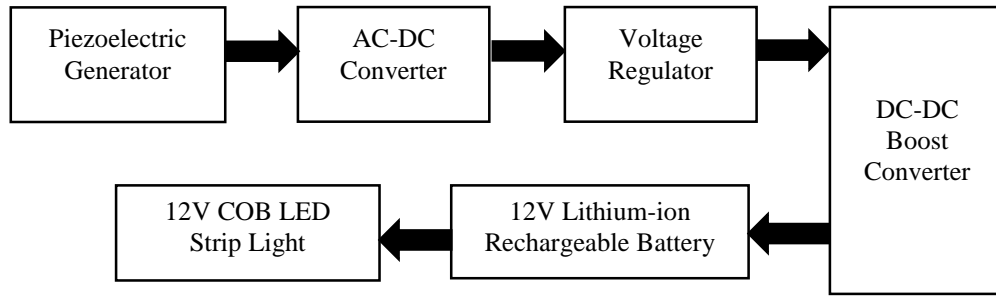 Piezoelectric
Generator
AC-DC
Converter
Voltage
Regulator
DC-DC
Boost
Converter
12V Lithium-ion
Rechargeable Battery
12V COB LED
Strip Light